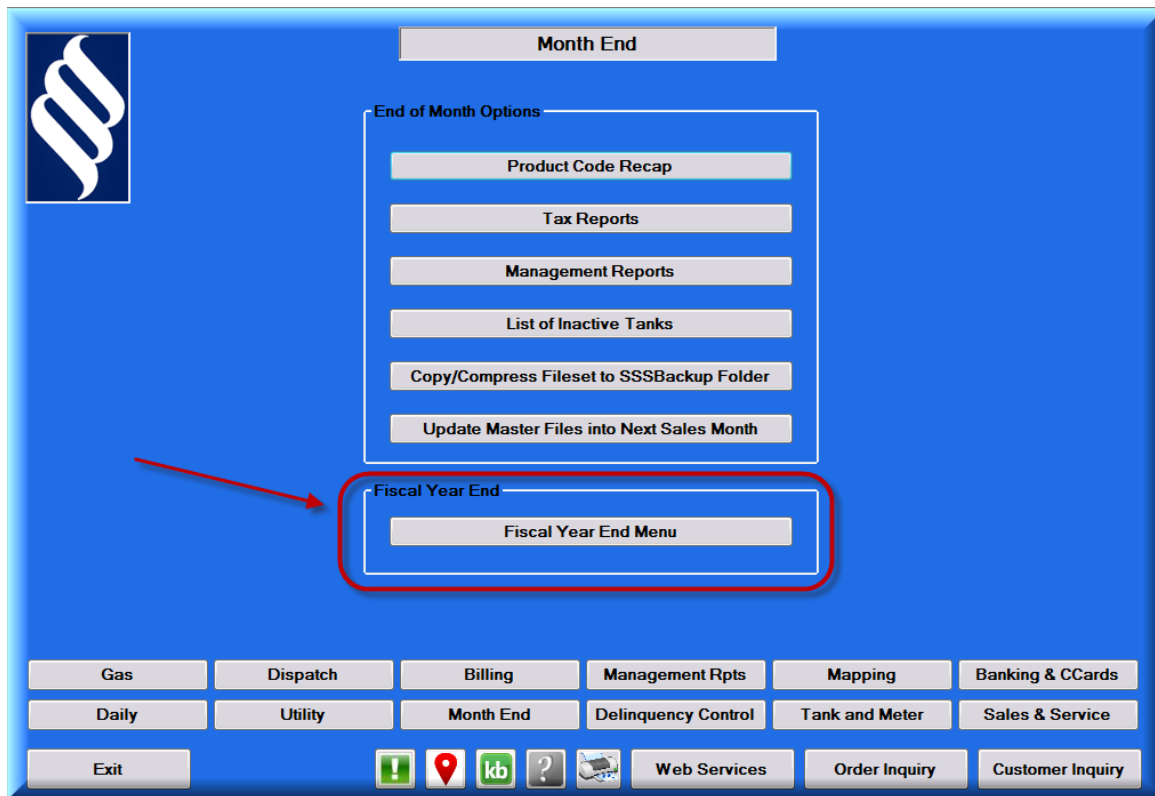 Month End
End of Month Options
Product Code Recap
Tax Reports
Management Reports
List of Inactive Tanks
Copy/Compress Fileset to SSSBackup Folder
Update Master Files into Next Sales Month
Fiscal Year End
Fiscal Year End Menu
Gas Dispatch Billing Management Rpts Mapping Banking & CCards
Daily Utility Month End Delinquency Control Tank and Meter Sales & Service
Exit ! kb ? Web Services Order Inquiry Customer Inquiry